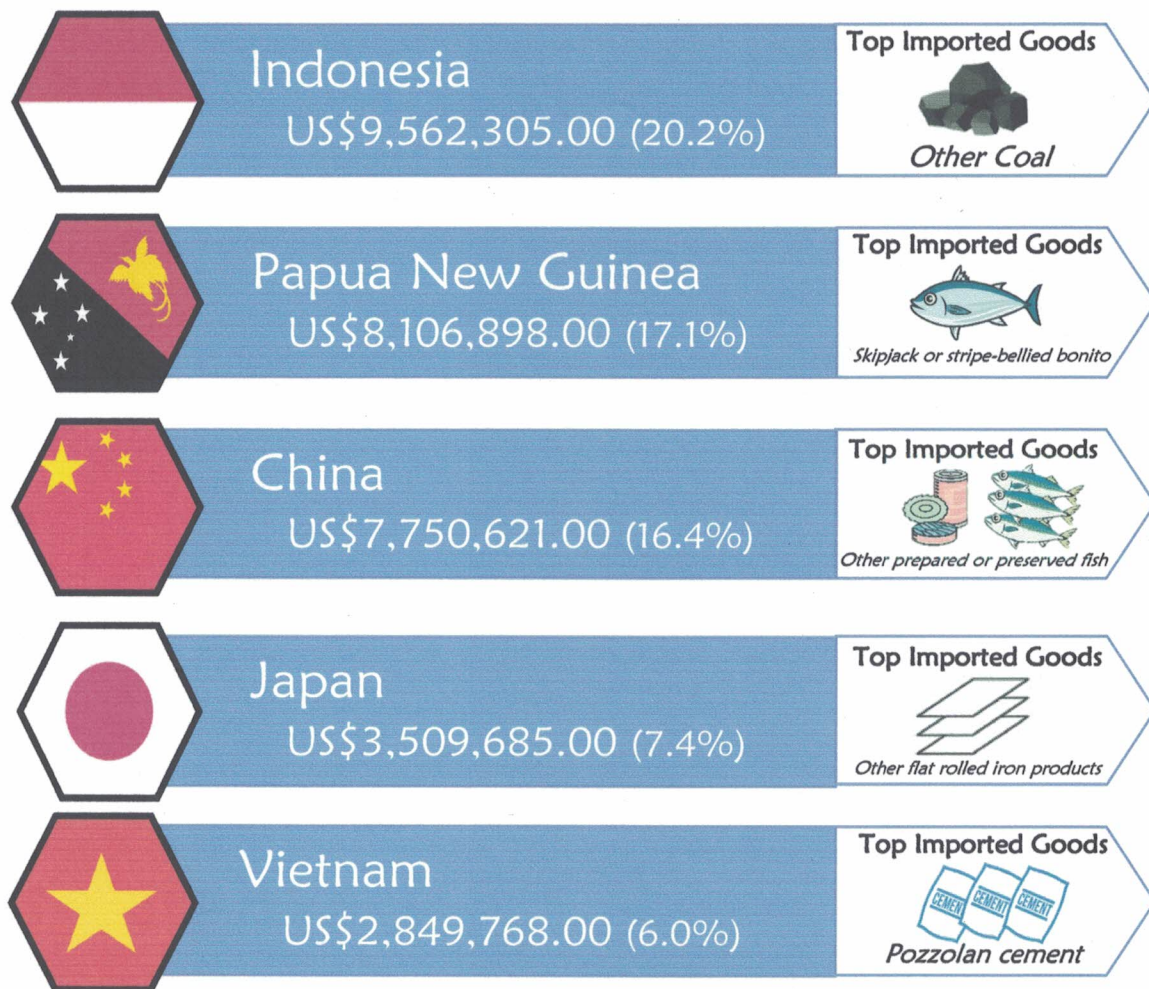 Indonesia
US$9,562,305.00 (20.2%)
Top Imported Goods
Other Coal
Papua New Guinea
US$8,106,898.00 (17.1%)
Top Imported Goods
Skipjack or stripe-bellied bonito
China
US$7,750,621.00 (16.4%)
Top Imported Goods
Other prepared or preserved fish
Japan
US$3,509,685.00 (7.4%)
Top Imported Goods
Other flat rolled iron products
Vietnam
US$2,849,768.00 (6.0%)
Top Imported Goods
CEMENT CEMENT CEMENT
Pozzolan cement